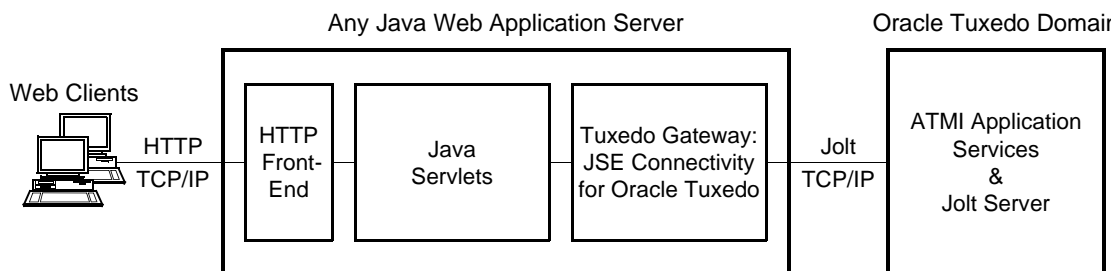 Any Java Web Application Server
Oracle Tuxedo Domain
Web Clients
HTTP
TCP/IP
HTTP
Front-
End
Java
Servlets
Tuxedo Gateway:
JSE Connectivity
for Oracle Tuxedo
Jolt
TCP/IP
ATMI Application
Services
&
Jolt Server